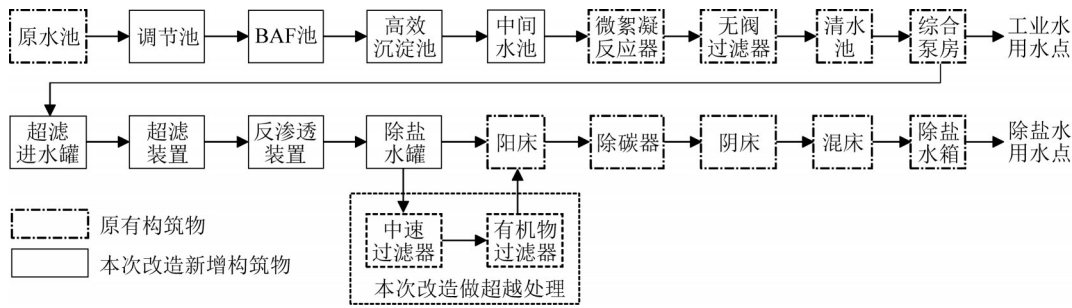 原水池
调节池
BAF池
高效
沉淀池
中间
水池
微絮凝
反应器
无阀
过滤器
清水
池
综合
泵房
工业水
用水点
超滤
进水罐
超滤
装置
反渗透
装置
除盐
水罐
阳床
除碳器
阴床
混床
除盐
水箱
除盐水
用水点
中速
过滤器
有机物
过滤器
本次改造做超越处理
原有构筑物
本次改造新增构筑物